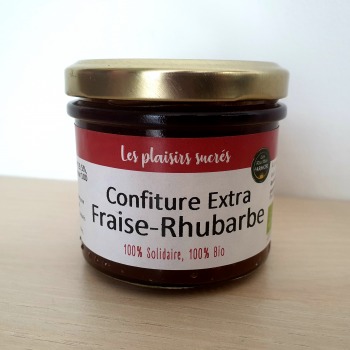 Les plaisirs sucrés
Confiture Extra
Fraise-Rhubarbe
100% Solidaire, 100% Bio